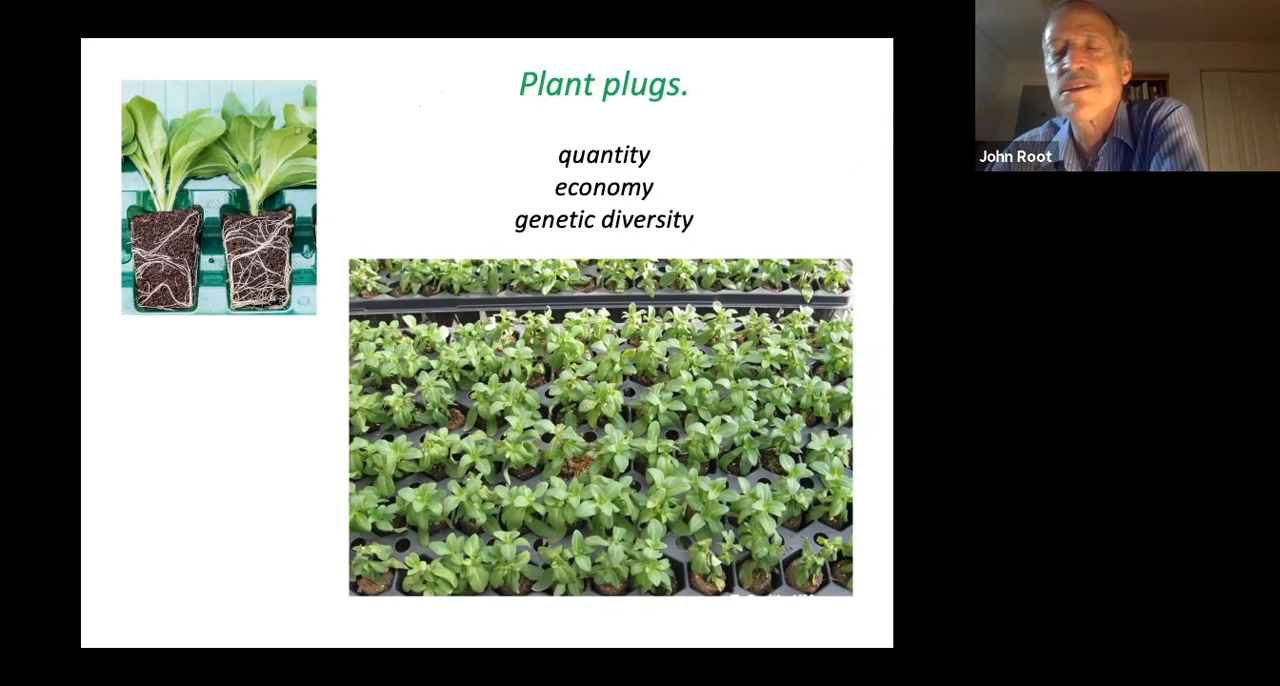 Plant plugs.
quantity
economy
genetic diversity
John Root